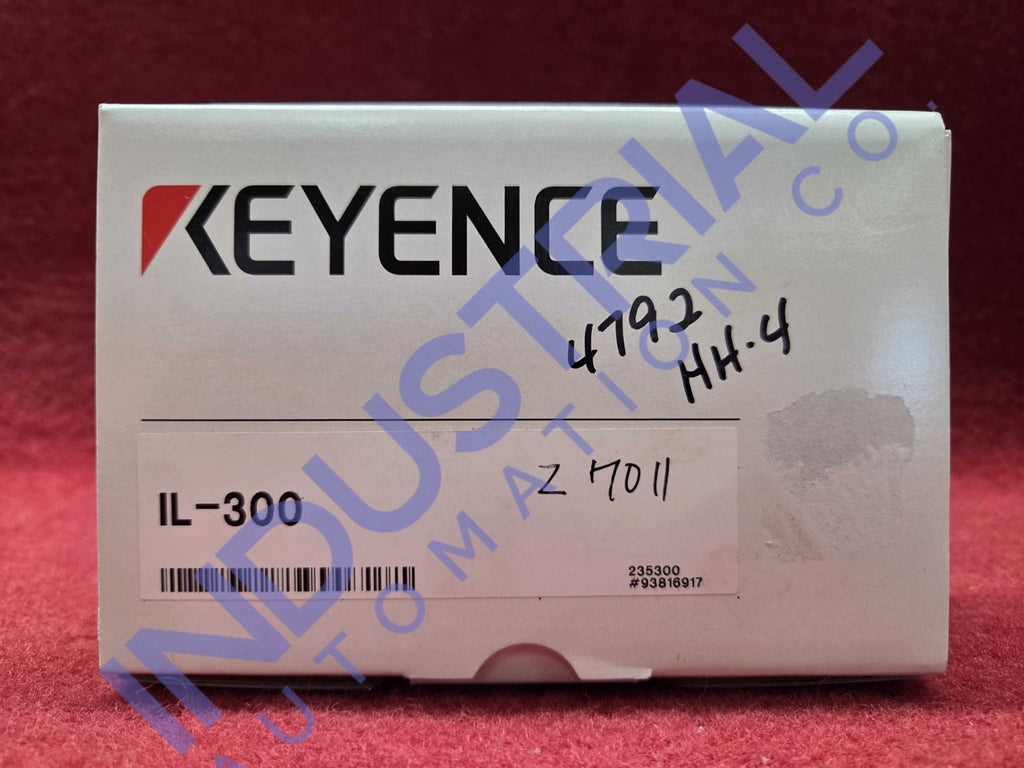 KEYENCE
4792
HH-4
IL-300
Z 7011
235300
#93816917
INDUSTRIAL
AUTOMATION CO.